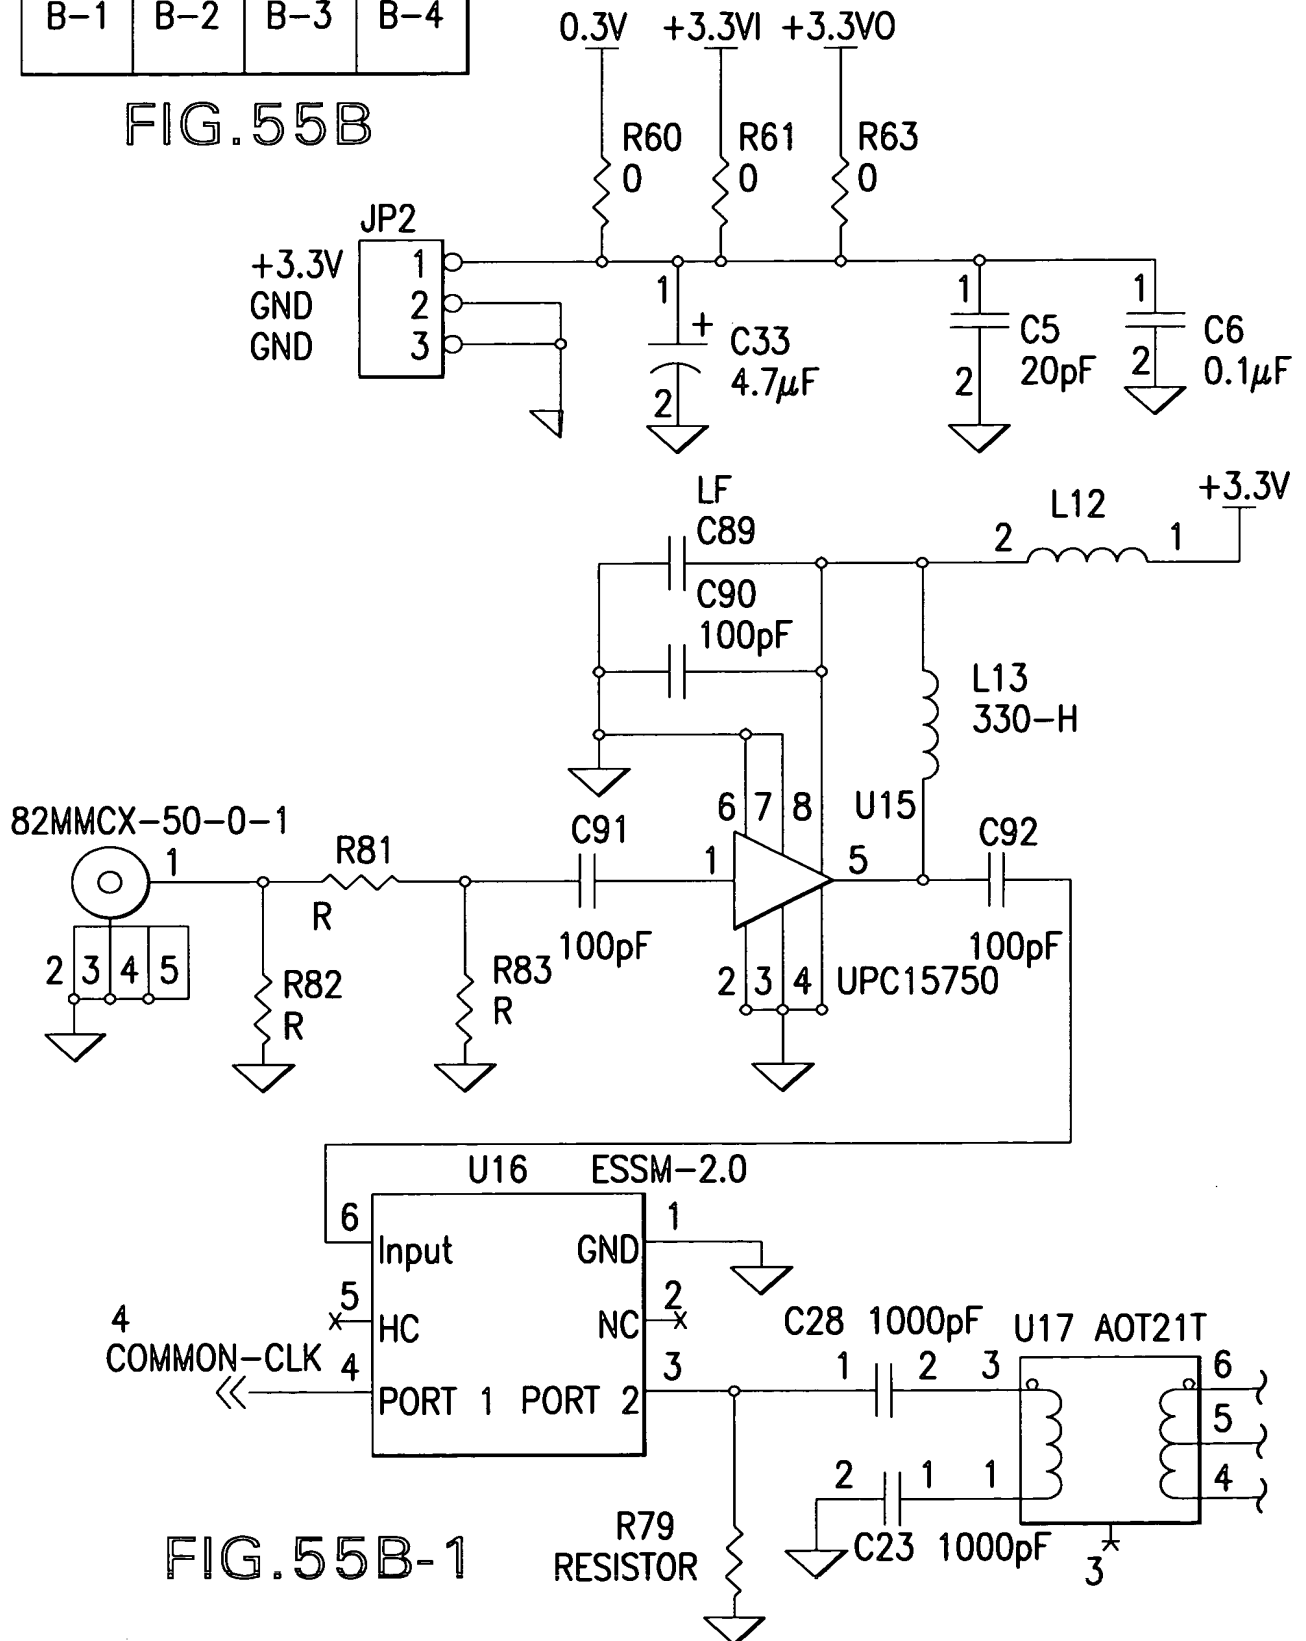 B-1 B-2 B-3 B-4
FIG.55B
0.3V +3.3VI +3.3VO
R60
0
R61
0
R63
0
JP2
+3.3V 1
GND 2
GND 3
1
+
C33
4.7μF
2
1
C5
20pF
2
1
C6
0.1μF
2
LF
C89
C90
100pF
2 L12 1
+3.3V
L13
330-H
82MMCX-50-0-1
1
2 3 4 5
R81
R
R82
R
R83
R
C91
100pF
1
6 7 8
U15
5
2 3 4 UPC15750
C92
100pF
U16 ESSM-2.0
6 Input
GND 1
5 HC
NC 2
4
COMMON-CLK 4
PORT 1 PORT 2 3
C28 1000pF
1 2 3
U17 AOT21T
6
5
4
2 1 1
C23 1000pF
3
R79
RESISTOR
FIG.55B-1